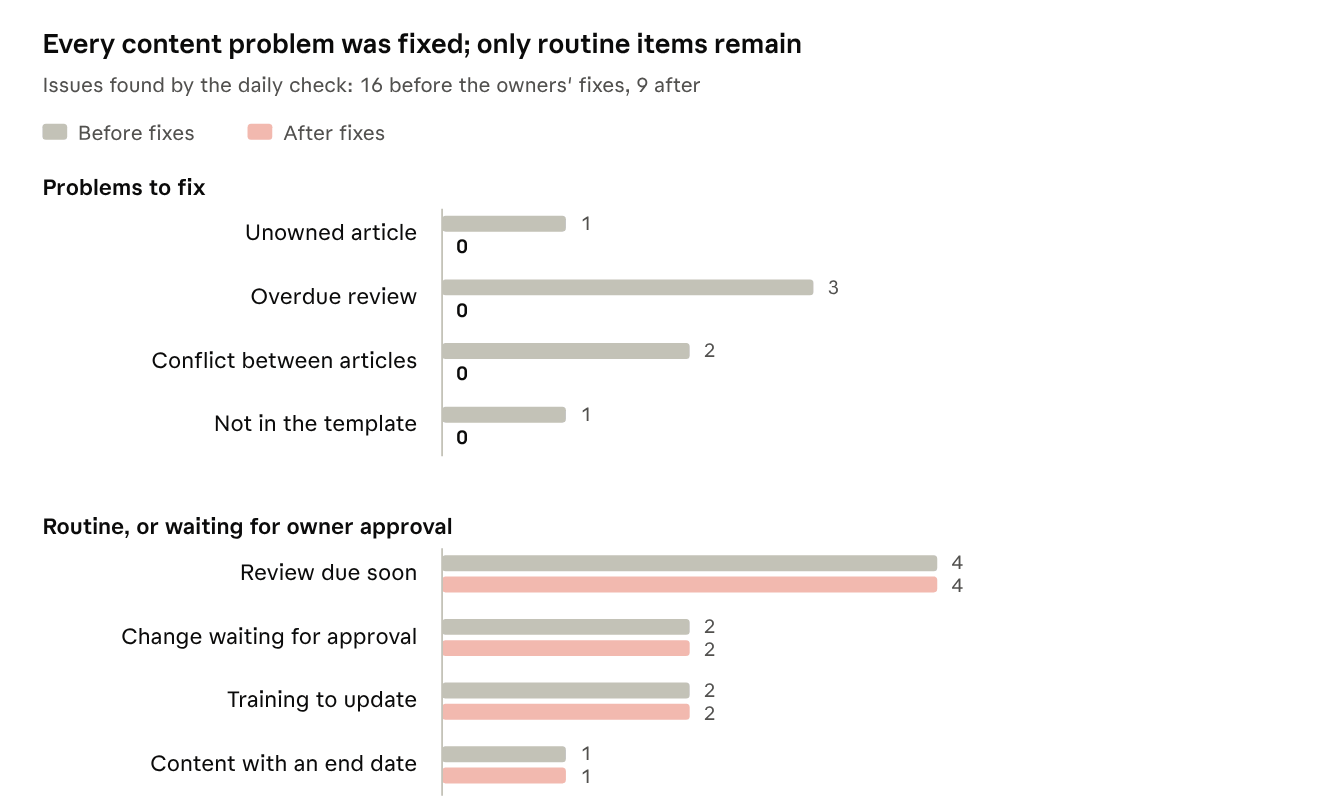 Every content problem was fixed; only routine items remain
Issues found by the daily check: 16 before the owners' fixes, 9 after
Before fixes
After fixes
Problems to fix
Unowned article
1
0
Overdue review
3
0
Conflict between articles
2
0
Not in the template
1
0
Routine, or waiting for owner approval
Review due soon
4
4
Change waiting for approval
2
2
Training to update
2
2
Content with an end date
1
1